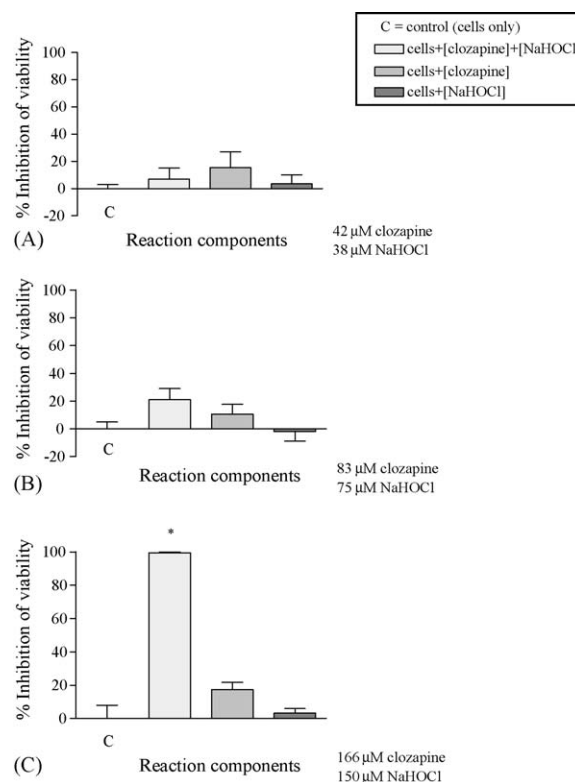 C = control (cells only)
cells+[clozapine]+[NaHOCl]
cells+[clozapine]
cells+[NaHOCl]
% Inhibition of viability
100
80
60
40
20
0
-20
C
(A)
Reaction components
42 µM clozapine
38 µM NaHOCl
% Inhibition of viability
100
80
60
40
20
0
-20
C
(B)
Reaction components
83 µM clozapine
75 µM NaHOCl
% Inhibition of viability
*
100
80
60
40
20
0
C
(C)
Reaction components
166 µM clozapine
150 µM NaHOCl